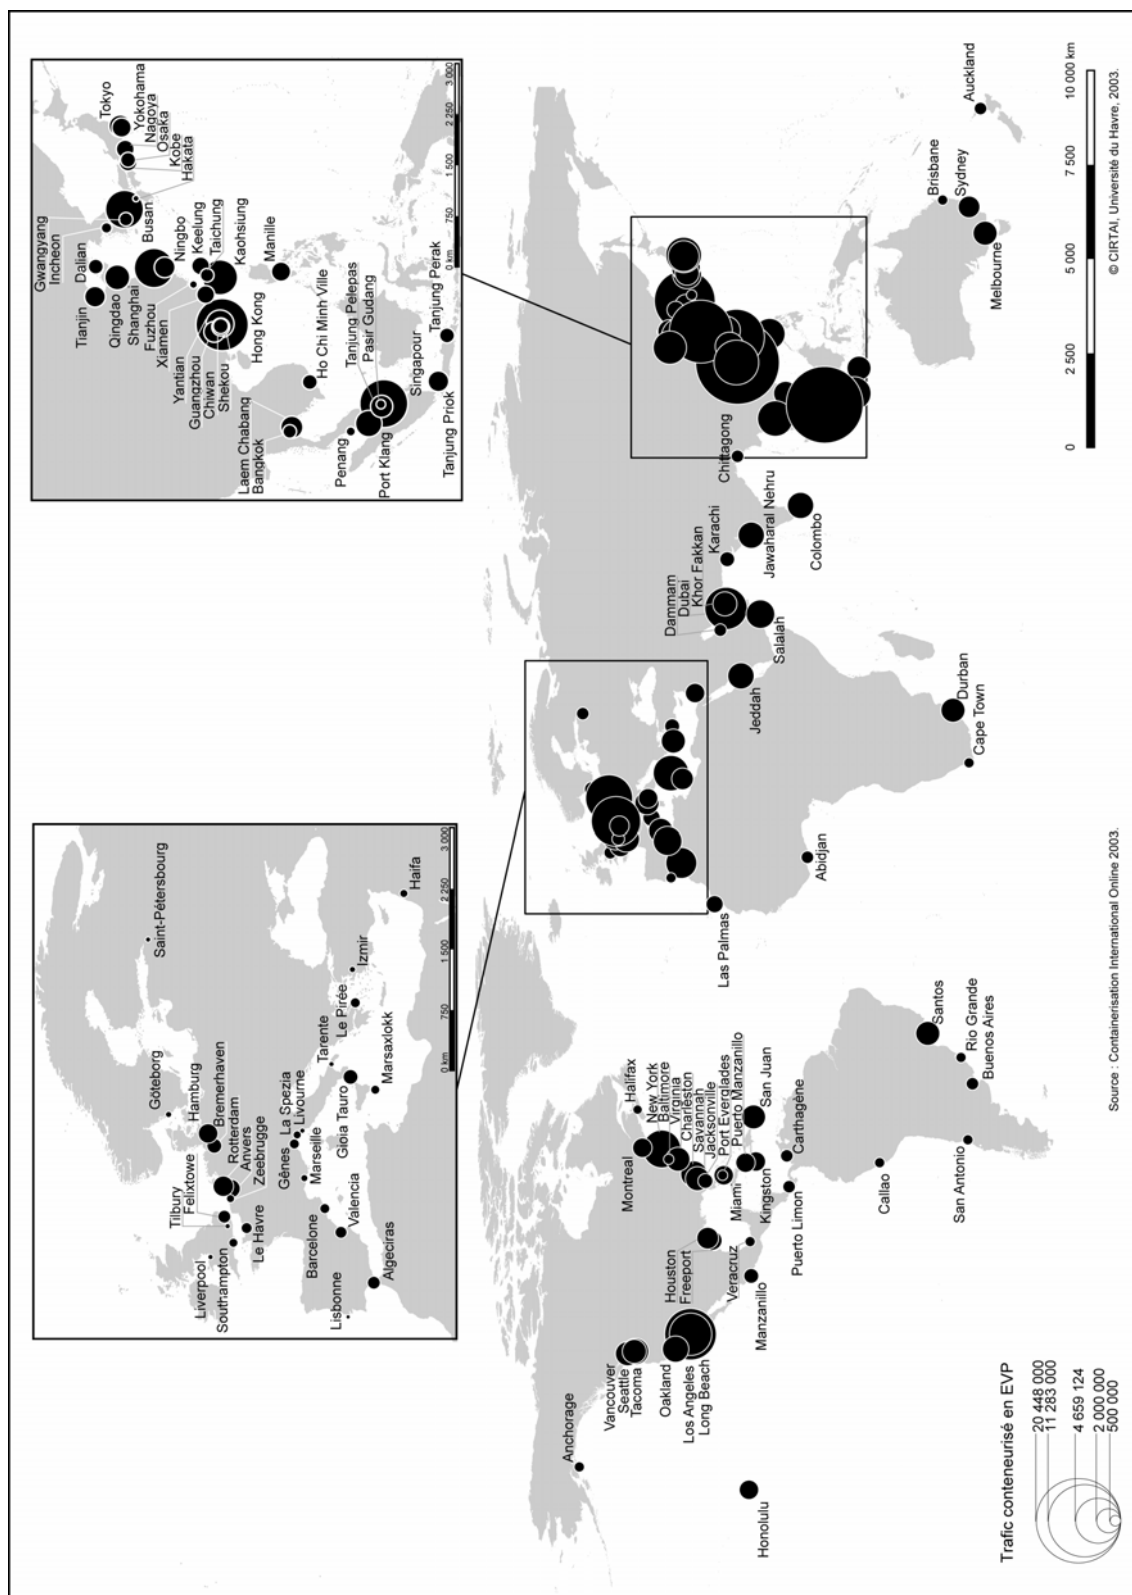 Saint-Pétersbourg
Göteborg
Hamburg
Bremerhaven
Rotterdam
Anvers
Zeebrugge
Tilbury
Felixtowe
Liverpool
Southampton
Le Havre
Gênes
La Spezia
Livourne
Marseille
Barcelone
Valencia
Lisbonne
Algeciras
Tarente
Gioia Tauro
Le Pirée
Izmir
Marsaxlokk
Haifa
0 km
750
1 500
2 250
3 000
Gwangyang
Incheon
Dalian
Tianjin
Qingdao
Shanghai
Fuzhou
Xiamen
Yantian
Guangzhou
Chiwan
Shekou
Tokyo
Yokohama
Nagoya
Osaka
Kobe
Hakata
Busan
Ningbo
Keelung
Taichung
Kaohsiung
Hong Kong
Manille
Laem Chabang
Bangkok
Ho Chi Minh Ville
Penang
Port Klang
Tanjung Pelepas
Pasir Gudang
Singapour
Tanjung Priok
Tanjung Perak
0 km
750
1 500
2 250
3 000
Anchorage
Honolulu
Vancouver
Seattle
Tacoma
Oakland
Los Angeles
Long Beach
Houston
Freeport
Veracruz
Manzanillo
Montreal
Halifax
New York
Baltimore
Virginia
Charleston
Savannah
Jacksonville
Port Everglades
Puerto Manzanillo
Miami
Kingston
San Juan
Puerto Limon
Carthagène
Callao
San Antonio
Santos
Rio Grande
Buenos Aires
Las Palmas
Abidjan
Cape Town
Durban
Jeddah
Salalah
Dammam
Dubai
Khor Fakkan
Karachi
Jawaharal Nehru
Colombo
Chittagong
Brisbane
Sydney
Melbourne
Auckland
Trafic conteneurisé en EVP
20 448 000
11 283 000
4 659 124
2 000 000
500 000
0
2 500
5 000
7 500
10 000 km
Source : Containerisation International Online 2003.
© CIRTAI, Université du Havre, 2003.